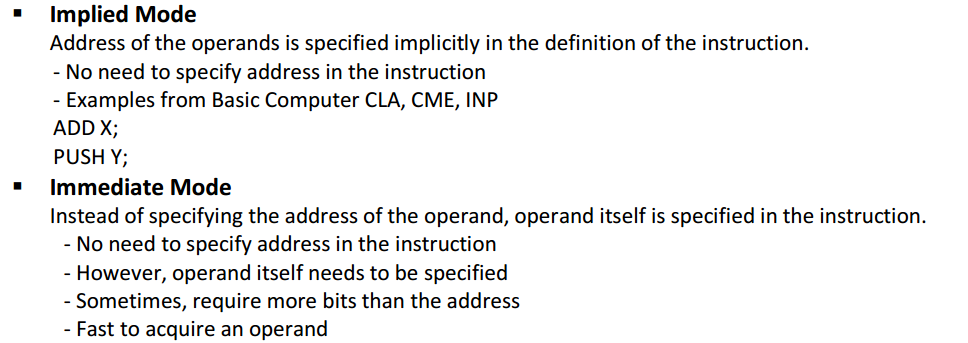 ▪ Implied Mode
Address of the operands is specified implicitly in the definition of the instruction.
- No need to specify address in the instruction
- Examples from Basic Computer CLA, CME, INP
ADD X;
PUSH Y;
▪ Immediate Mode
Instead of specifying the address of the operand, operand itself is specified in the instruction.
- No need to specify address in the instruction
- However, operand itself needs to be specified
- Sometimes, require more bits than the address
- Fast to acquire an operand